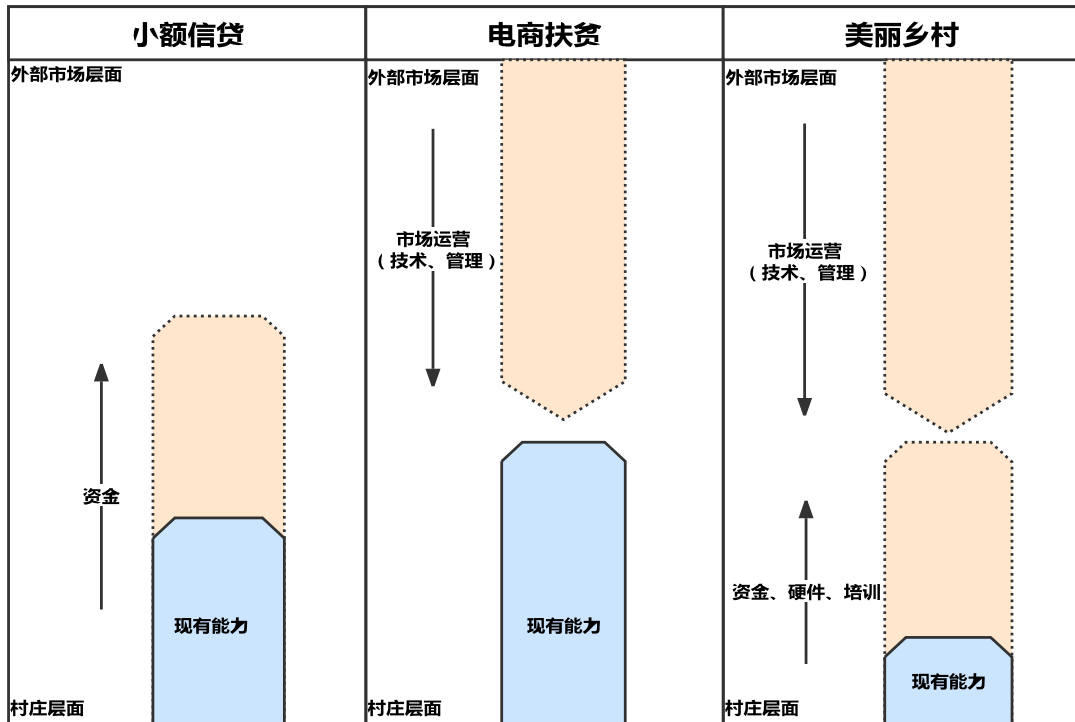 小额信贷
电商扶贫
美丽乡村
外部市场层面
资金
现有能力
村庄层面
外部市场层面
市场运营
（技术、管理）
现有能力
村庄层面
外部市场层面
市场运营
（技术、管理）
资金、硬件、培训
现有能力
村庄层面